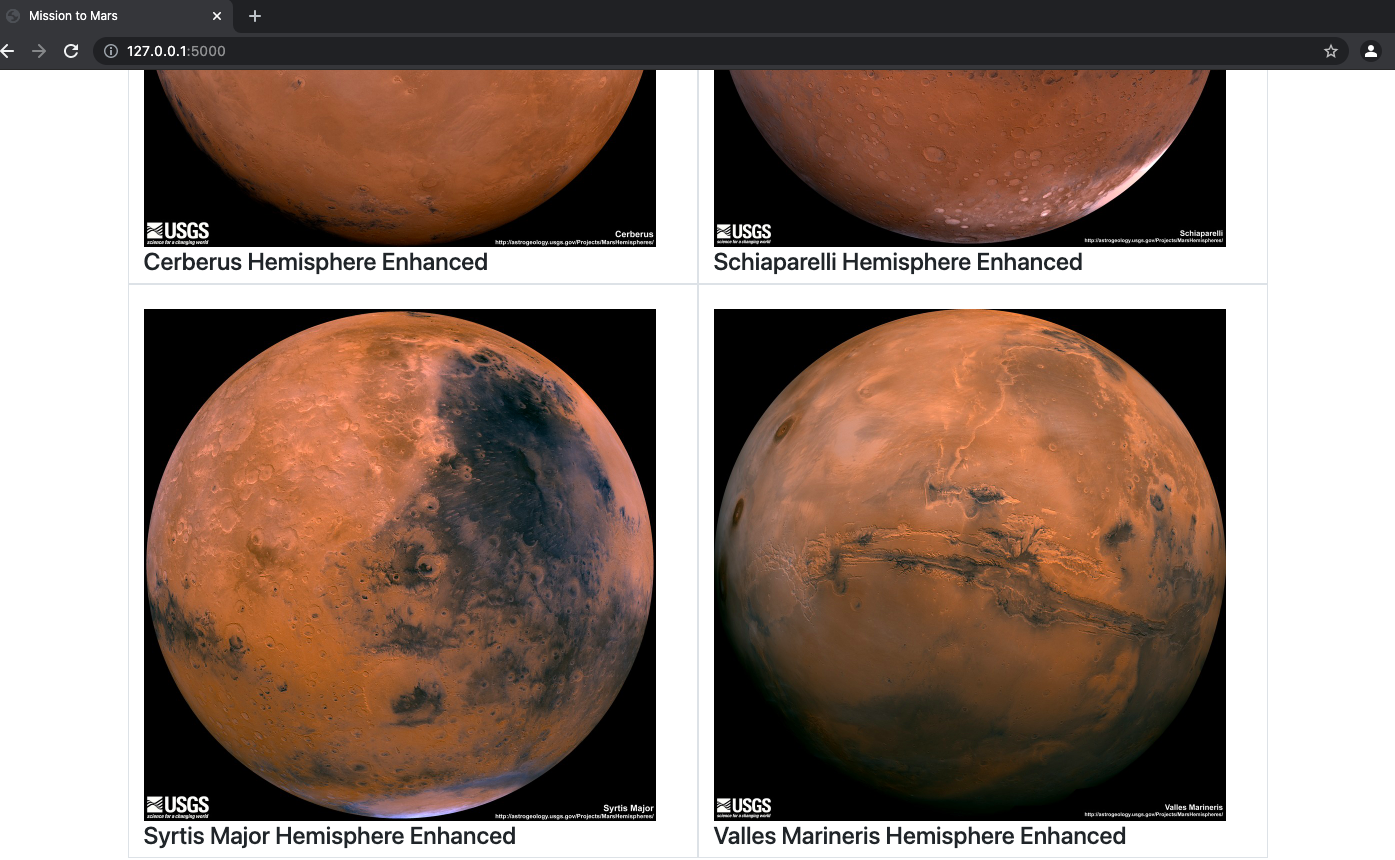 Mission to Mars
127.0.0.1:5000
USGS
science for a changing world
Cerberus
http://astrogeology.usgs.gov/Projects/MarsHemispheres/
Cerberus Hemisphere Enhanced
USGS
science for a changing world
Schiaparelli
http://astrogeology.usgs.gov/Projects/MarsHemispheres/
Schiaparelli Hemisphere Enhanced
USGS
science for a changing world
Syrtis Major
http://astrogeology.usgs.gov/Projects/MarsHemispheres/
Syrtis Major Hemisphere Enhanced
USGS
science for a changing world
Valles Marineris
http://astrogeology.usgs.gov/Projects/MarsHemispheres/
Valles Marineris Hemisphere Enhanced